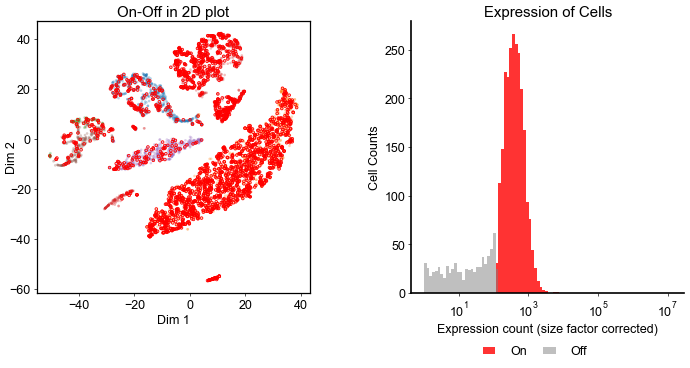 On-Off in 2D plot
Dim 2
40
20
0
−20
−40
−60
−40 −20 0 20 40
Dim 1
Expression of Cells
Cell Counts
250
200
150
100
50
0
10^1 10^3 10^5 10^7
Expression count (size factor corrected)
On Off